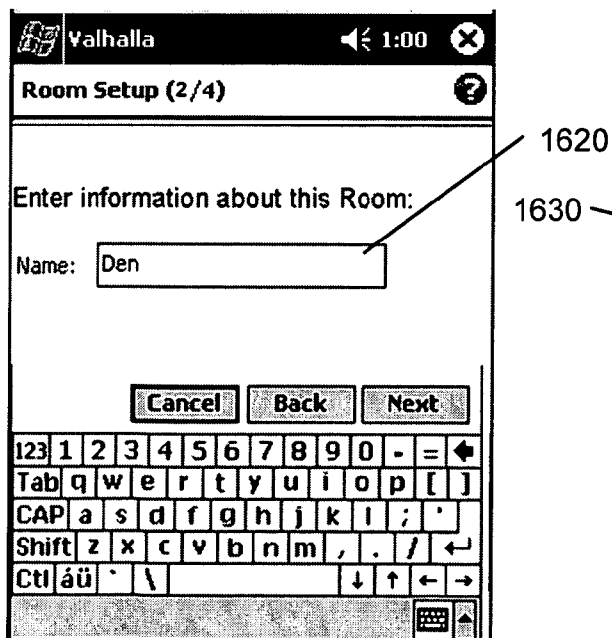 Valhalla 1:00
Room Setup (2/4)
1620
Enter information about this Room:
1630
Name: Den
Cancel Back Next
123 1 2 3 4 5 6 7 8 9 0 - =
Tab q w e r t y u i o p [ ]
CAP a s d f g h j k l ; '
Shift z x c v b n m , . /
Ctl áü ` \